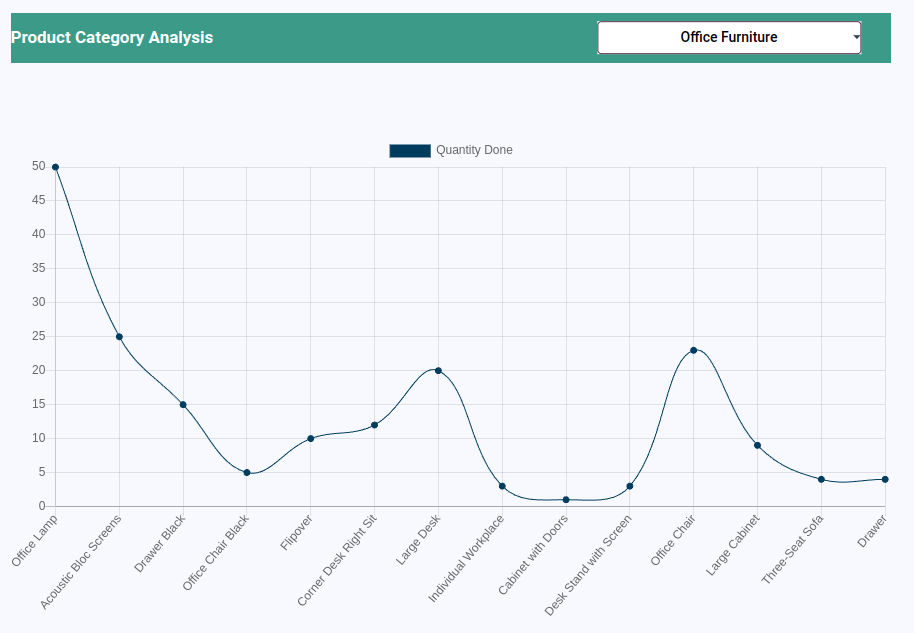 Product Category Analysis
Office Furniture
Quantity Done
50
45
40
35
30
25
20
15
10
5
0
Office Lamp
Acoustic Bloc Screens
Drawer Black
Office Chair Black
Flipover
Corner Desk Right Sit
Large Desk
Individual Workplace
Cabinet with Doors
Desk Stand with Screen
Office Chair
Large Cabinet
Three-Seat Sofa
Drawer